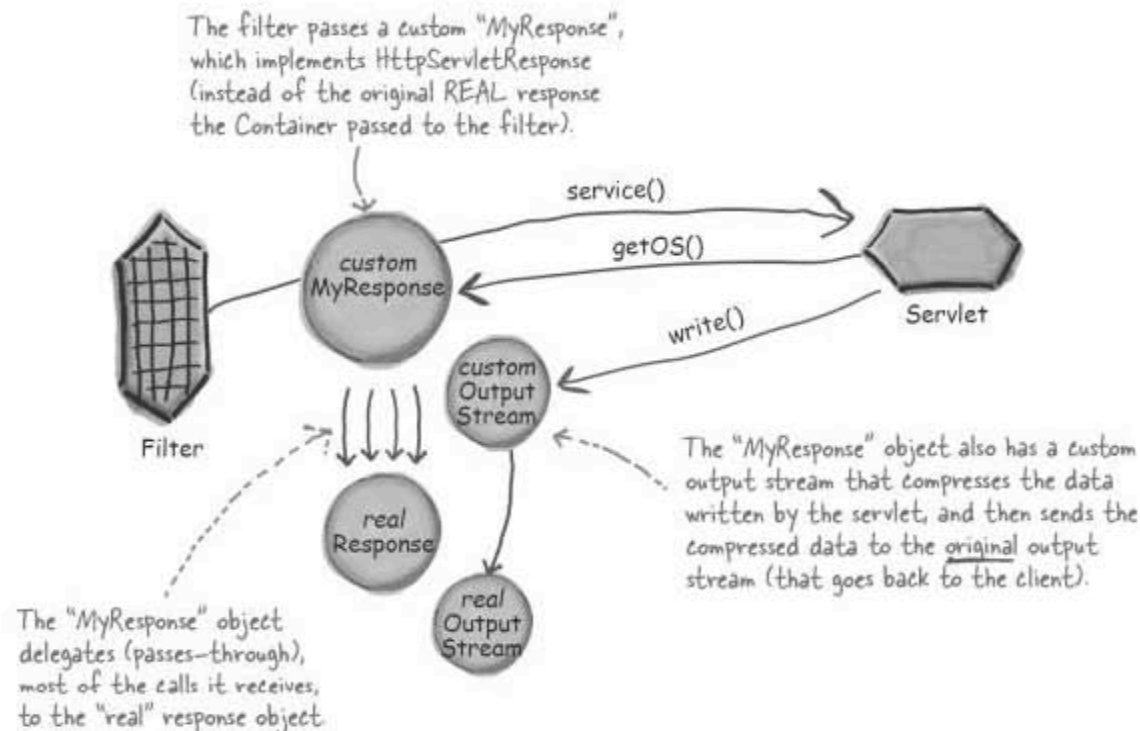 The filter passes a custom “MyResponse”,
which implements HttpServletResponse
(instead of the original REAL response
the Container passed to the filter).
service()
custom
MyResponse
getOS()
Servlet
write()
custom
Output
Stream
Filter
The “MyResponse” object also has a custom
output stream that compresses the data
written by the servlet, and then sends the
compressed data to the original output
stream (that goes back to the client).
real
Response
real
Output
Stream
The “MyResponse” object
delegates (passes-through),
most of the calls it receives,
to the “real” response object.